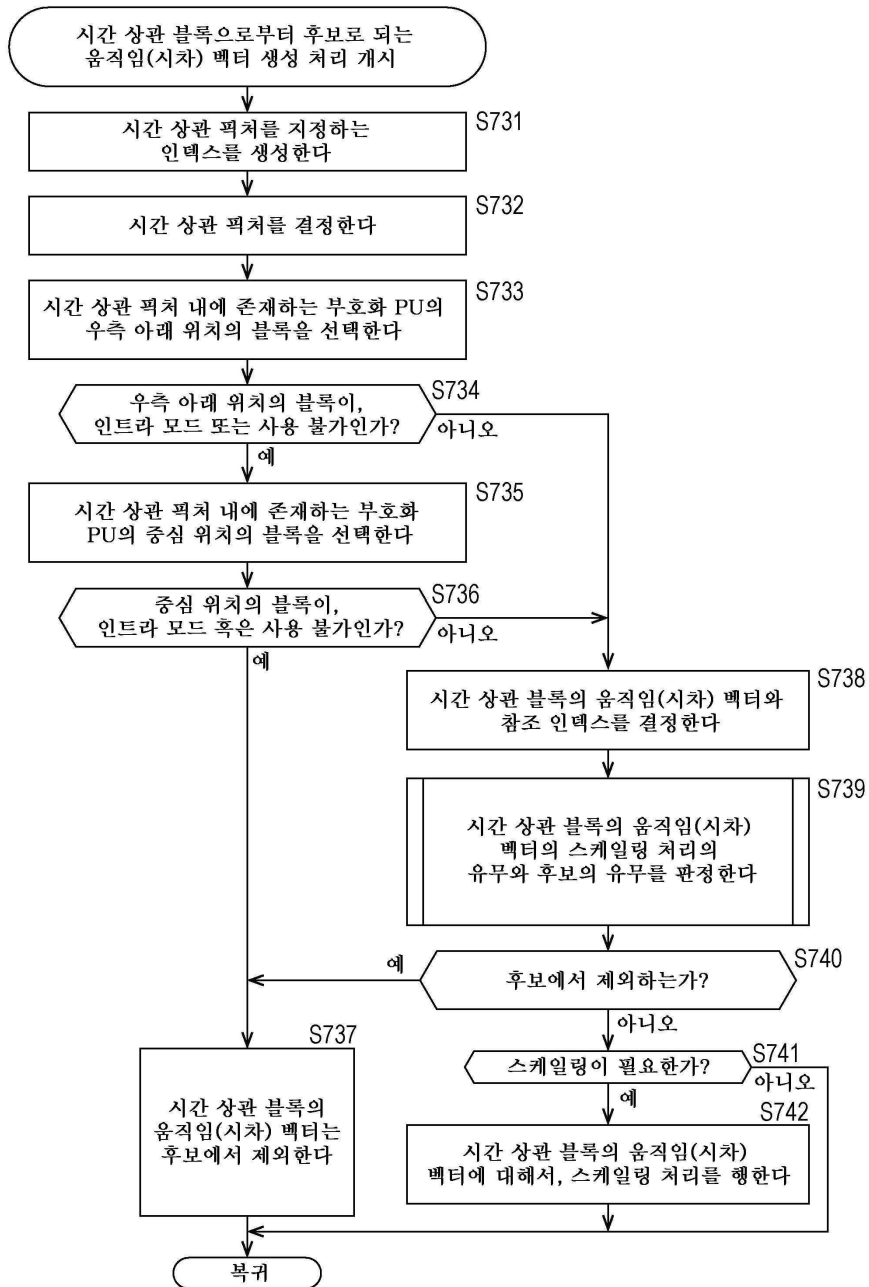 시간 상관 블록으로부터 후보로 되는
움직임(시차) 벡터 생성 처리 개시
S731
시간 상관 픽처를 지정하는
인덱스를 생성한다
S732
시간 상관 픽처를 결정한다
S733
시간 상관 픽처 내에 존재하는 부호화 PU의
우측 아래 위치의 블록을 선택한다
S734
우측 아래 위치의 블록이,
인트라 모드 또는 사용 불가인가?
아니오
예
S735
시간 상관 픽처 내에 존재하는 부호화
PU의 중심 위치의 블록을 선택한다
S736
중심 위치의 블록이,
인트라 모드 혹은 사용 불가인가?
아니오
예
S738
시간 상관 블록의 움직임(시차) 벡터와
참조 인덱스를 결정한다
S739
시간 상관 블록의 움직임(시차)
벡터의 스케일링 처리의
유무와 후보의 유무를 판정한다
S740
예
후보에서 제외하는가?
아니오
S737
시간 상관 블록의
움직임(시차) 벡터는
후보에서 제외한다
S741
스케일링이 필요한가?
아니오
예
S742
시간 상관 블록의 움직임(시차)
벡터에 대해서, 스케일링 처리를 행한다
복귀